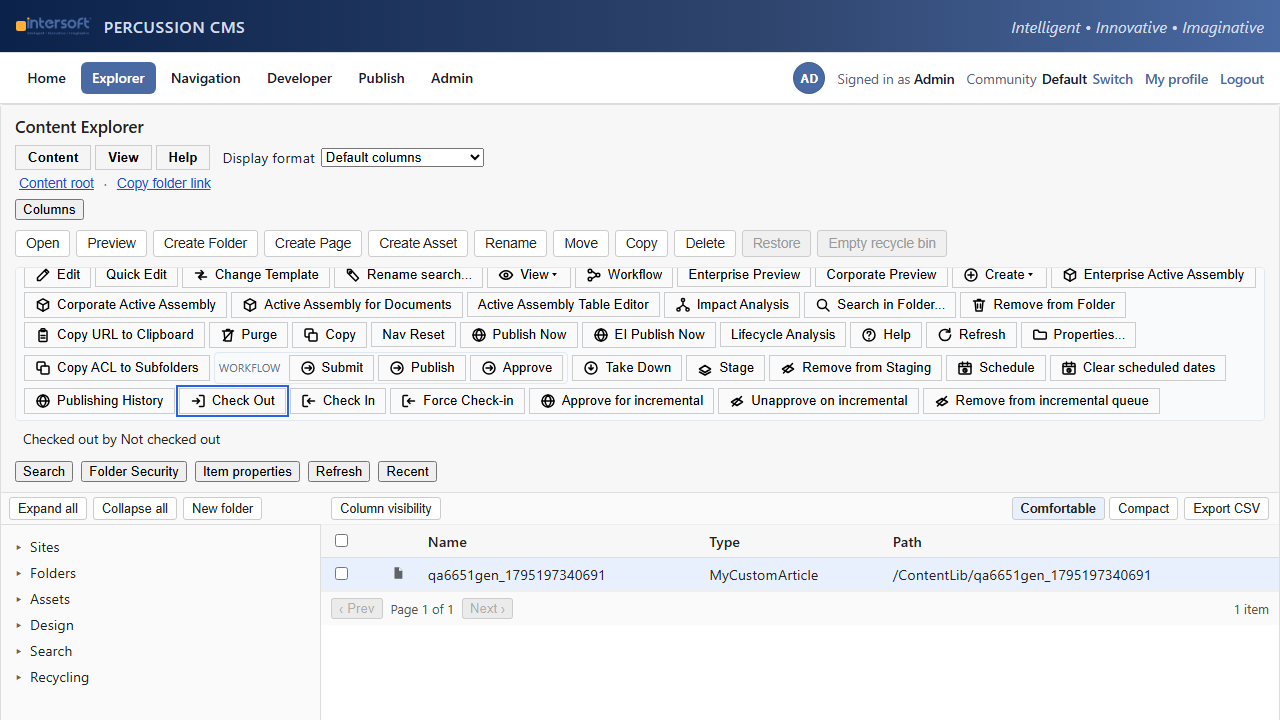 intersoft PERCUSSION CMS Intelligent • Innovative • Imaginative
Home Explorer Navigation Developer Publish Admin AD Signed in as Admin Community Default Switch My profile Logout
Content Explorer
Content View Help Display format Default columns
Content root · Copy folder link
Columns
Open Preview Create Folder Create Page Create Asset Rename Move Copy Delete Restore Empty recycle bin
Edit Quick Edit Change Template Rename search... View Workflow Enterprise Preview Corporate Preview Create Enterprise Active Assembly
Corporate Active Assembly Active Assembly for Documents Active Assembly Table Editor Impact Analysis Search in Folder... Remove from Folder
Copy URL to Clipboard Purge Copy Nav Reset Publish Now EI Publish Now Lifecycle Analysis Help Refresh Properties...
Copy ACL to Subfolders WORKFLOW Submit Publish Approve Take Down Stage Remove from Staging Schedule Clear scheduled dates
Publishing History Check Out Check In Force Check-in Approve for incremental Unapprove on incremental Remove from incremental queue
Checked out by Not checked out
Search Folder Security Item properties Refresh Recent
Expand all Collapse all New folder Column visibility Comfortable Compact Export CSV
Name Type Path
qa6651gen_1795197340691 MyCustomArticle /ContentLib/qa6651gen_1795197340691
‹ Prev Page 1 of 1 Next › 1 item
Sites
Folders
Assets
Design
Search
Recycling